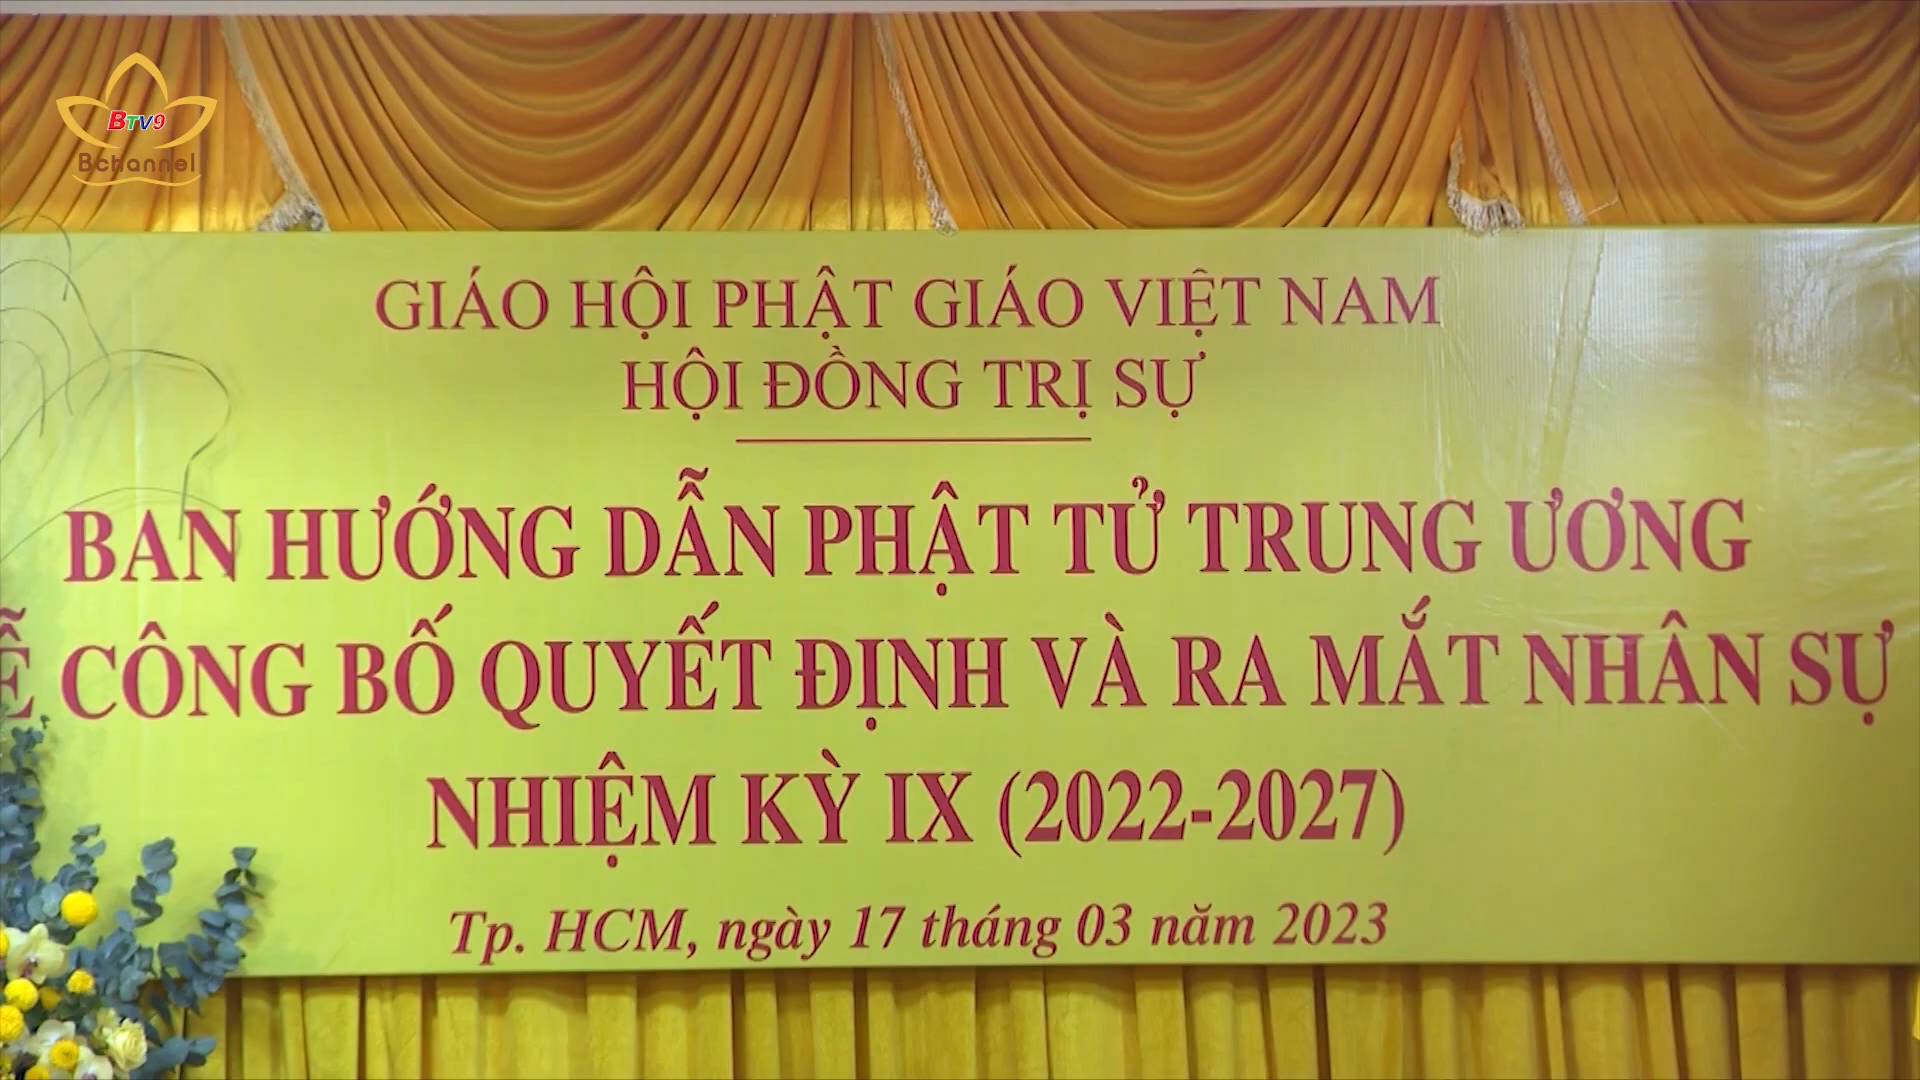 BTV9
Bchannel
GIÁO HỘI PHẬT GIÁO VIỆT NAM
HỘI ĐỒNG TRỊ SỰ
BAN HƯỚNG DẪN PHẬT TỬ TRUNG ƯƠNG
CÔNG BỐ QUYẾT ĐỊNH VÀ RA MẮT NHÂN SỰ
NHIỆM KỲ IX (2022-2027)
Tp. HCM, ngày 17 tháng 03 năm 2023